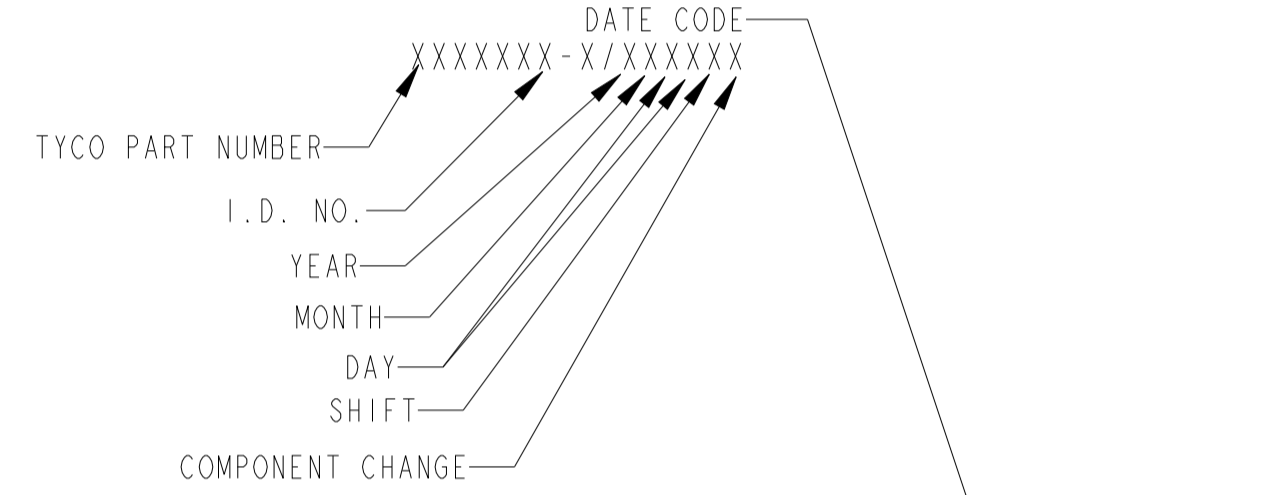 DATE CODE
XXXXXXX-X/XXXXXX
TYCO PART NUMBER
I.D. NO.
YEAR
MONTH
DAY
SHIFT
COMPONENT CHANGE